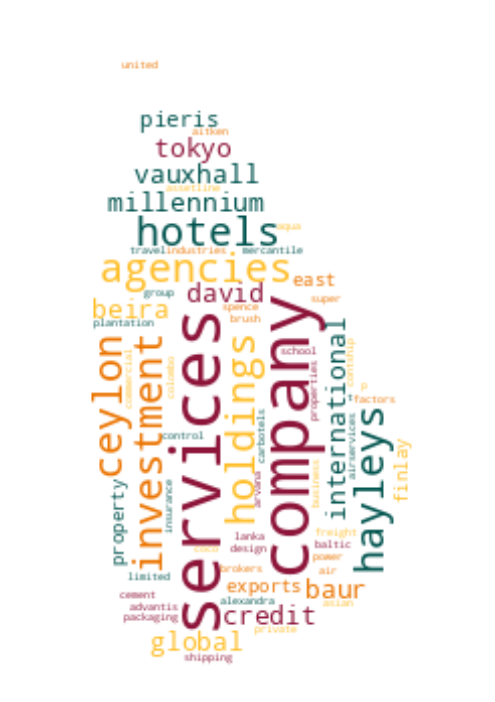 united
pieris
aitken
tokyo
vauxhall
assetline
millennium
hotels
aqua
travel industries mercantile
agencies
east
group david super
beira spence
plantation brush
services
company
ceylon
investment
holdings
international
hayleys
school
commercial
colombo
properties
cantship
p
t factors
control
carbotels
airservices
finlay
property
insurance
arvana
business
lanka freight
design baltic
coco power
brokers air
limited
exports baur
cement alexandra asian
advantis
packaging credit
private
global
shipping